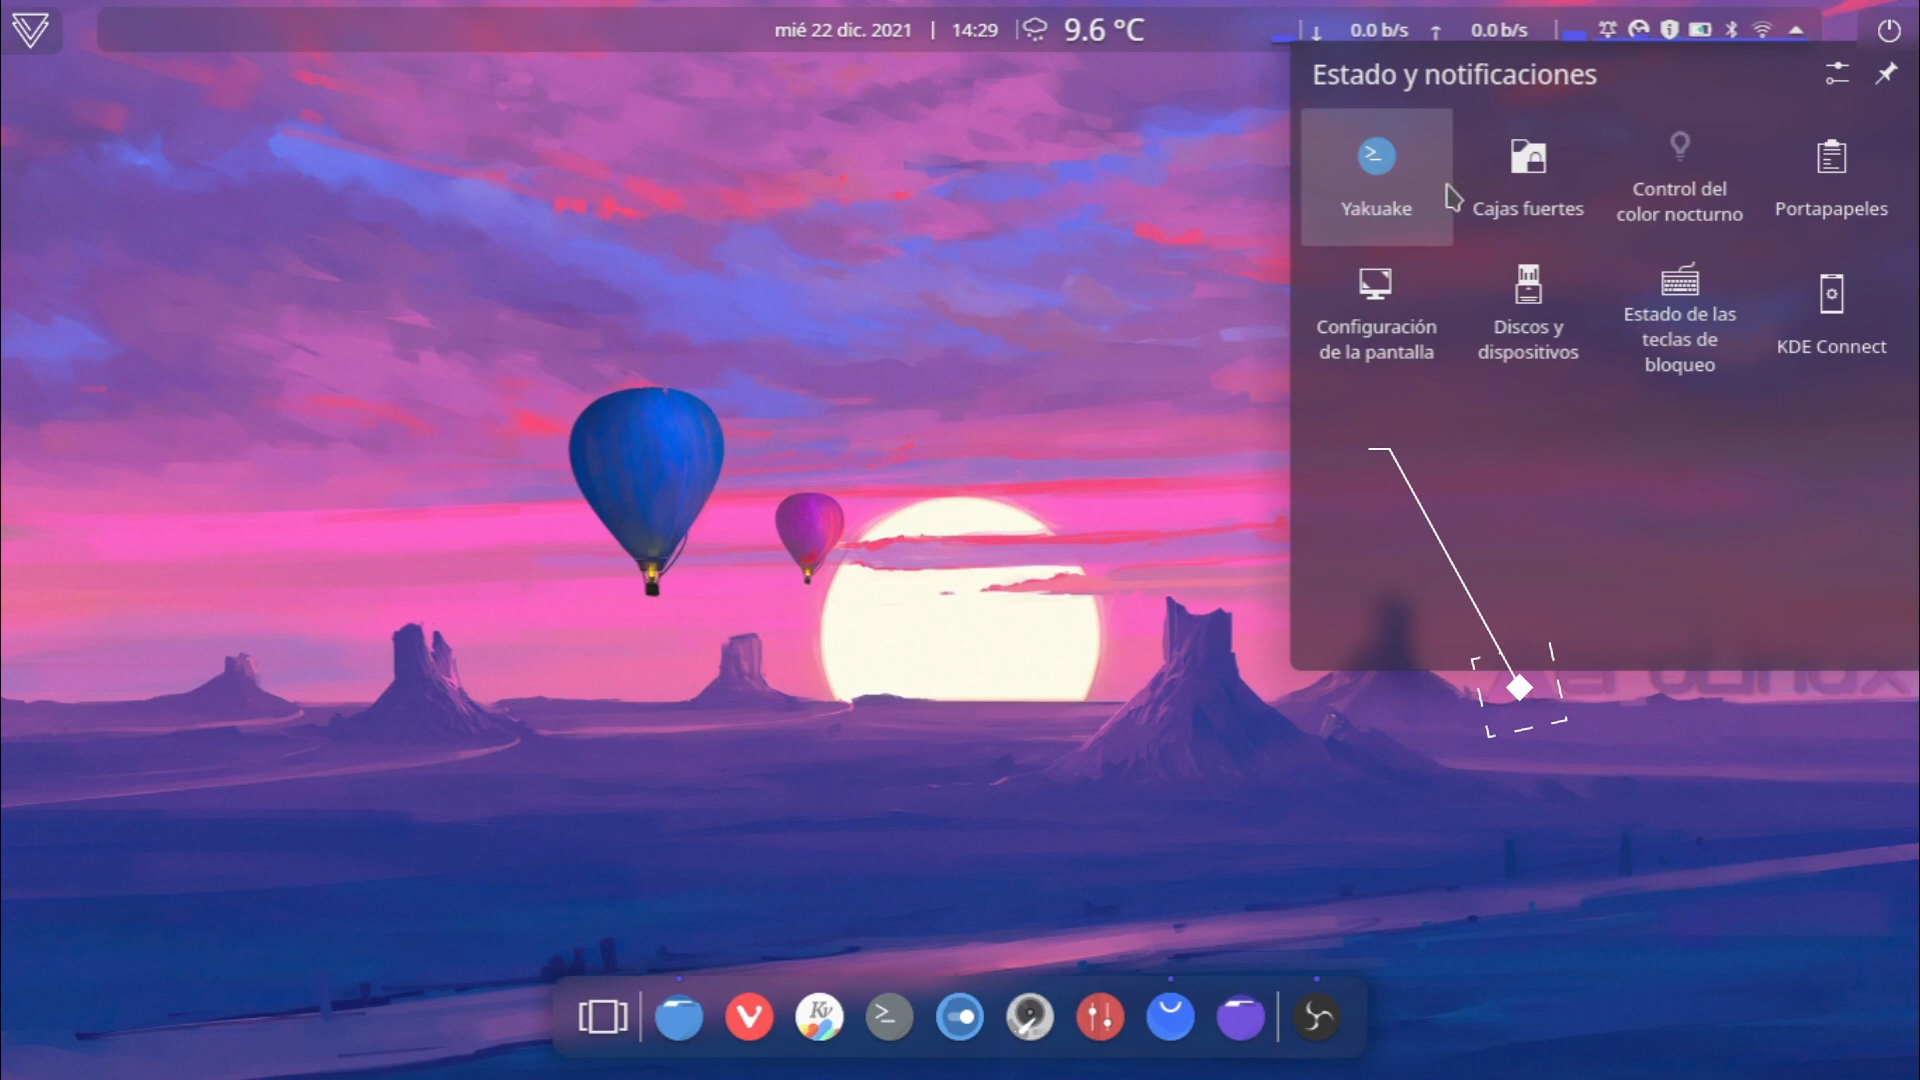 mié 22 dic. 2021 | 14:29 | 9.6 °C | ↓ 0.0 b/s ↑ 0.0 b/s |
Estado y notificaciones
Yakuake
Cajas fuertes
Control del
color nocturno
Portapapeles
Configuración
de la pantalla
Discos y
dispositivos
Estado de las
teclas de
bloqueo
KDE Connect
Kv